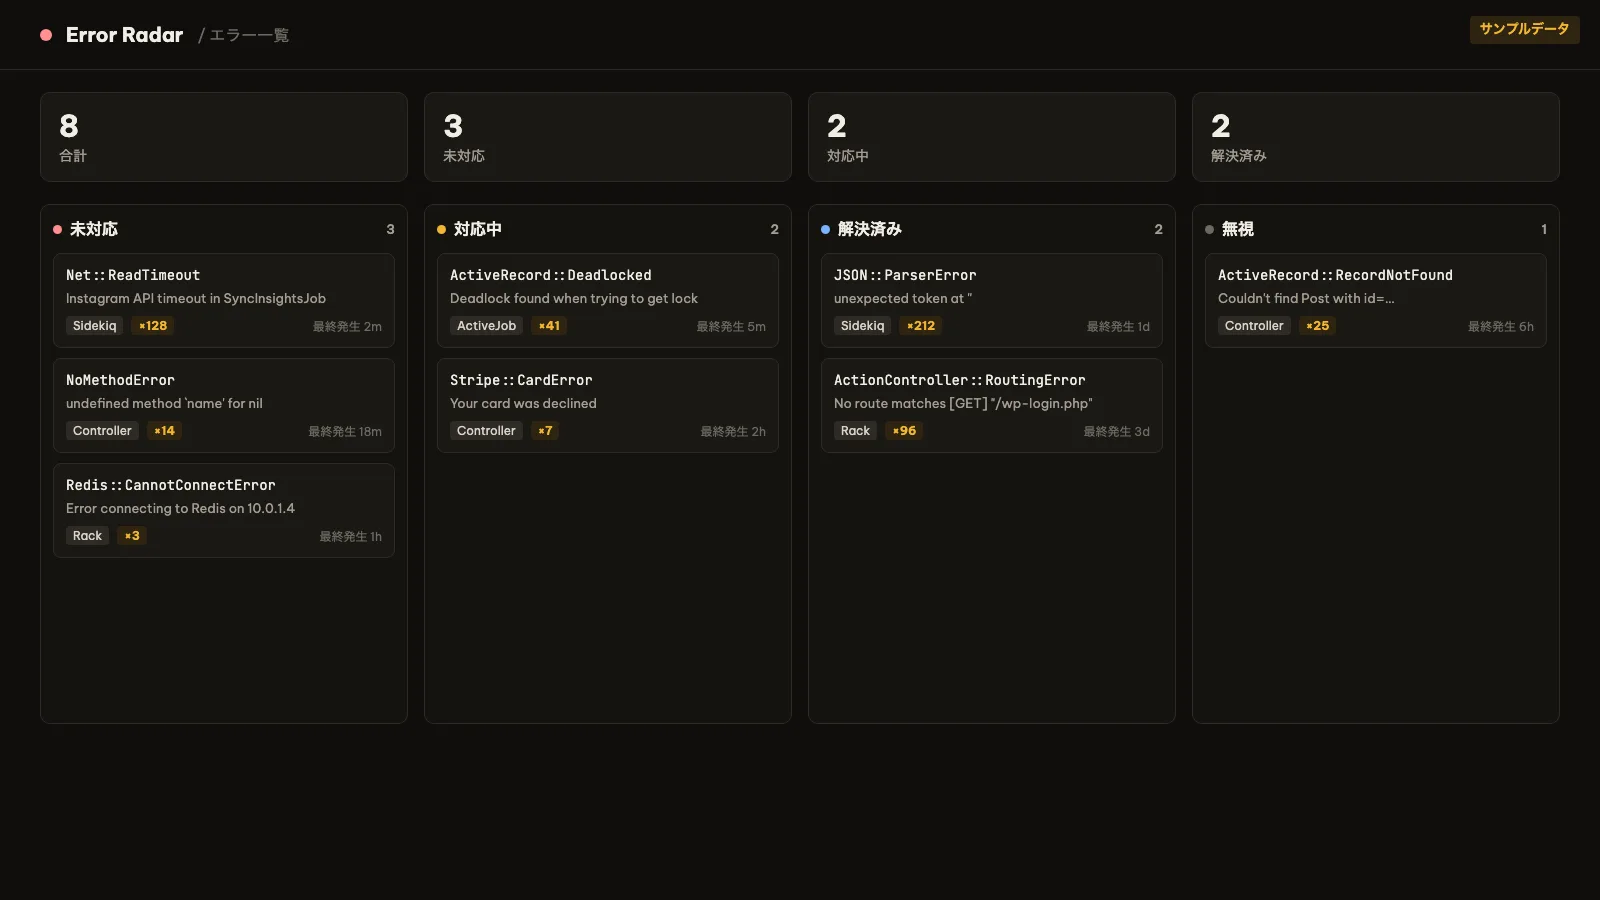 Error Radar / エラー一覧
サンプルデータ
8
合計
3
未対応
2
対応中
2
解決済み
未対応 3
Net::ReadTimeout
Instagram API timeout in SyncInsightsJob
Sidekiq ×128 最終発生 2m
NoMethodError
undefined method `name' for nil
Controller ×14 最終発生 18m
Redis::CannotConnectError
Error connecting to Redis on 10.0.1.4
Rack ×3 最終発生 1h
対応中 2
ActiveRecord::Deadlocked
Deadlock found when trying to get lock
ActiveJob ×41 最終発生 5m
Stripe::CardError
Your card was declined
Controller ×7 最終発生 2h
解決済み 2
JSON::ParserError
unexpected token at ''
Sidekiq ×212 最終発生 1d
ActionController::RoutingError
No route matches [GET] "/wp-login.php"
Rack ×96 最終発生 3d
無視 1
ActiveRecord::RecordNotFound
Couldn't find Post with id=…
Controller ×25 最終発生 6h